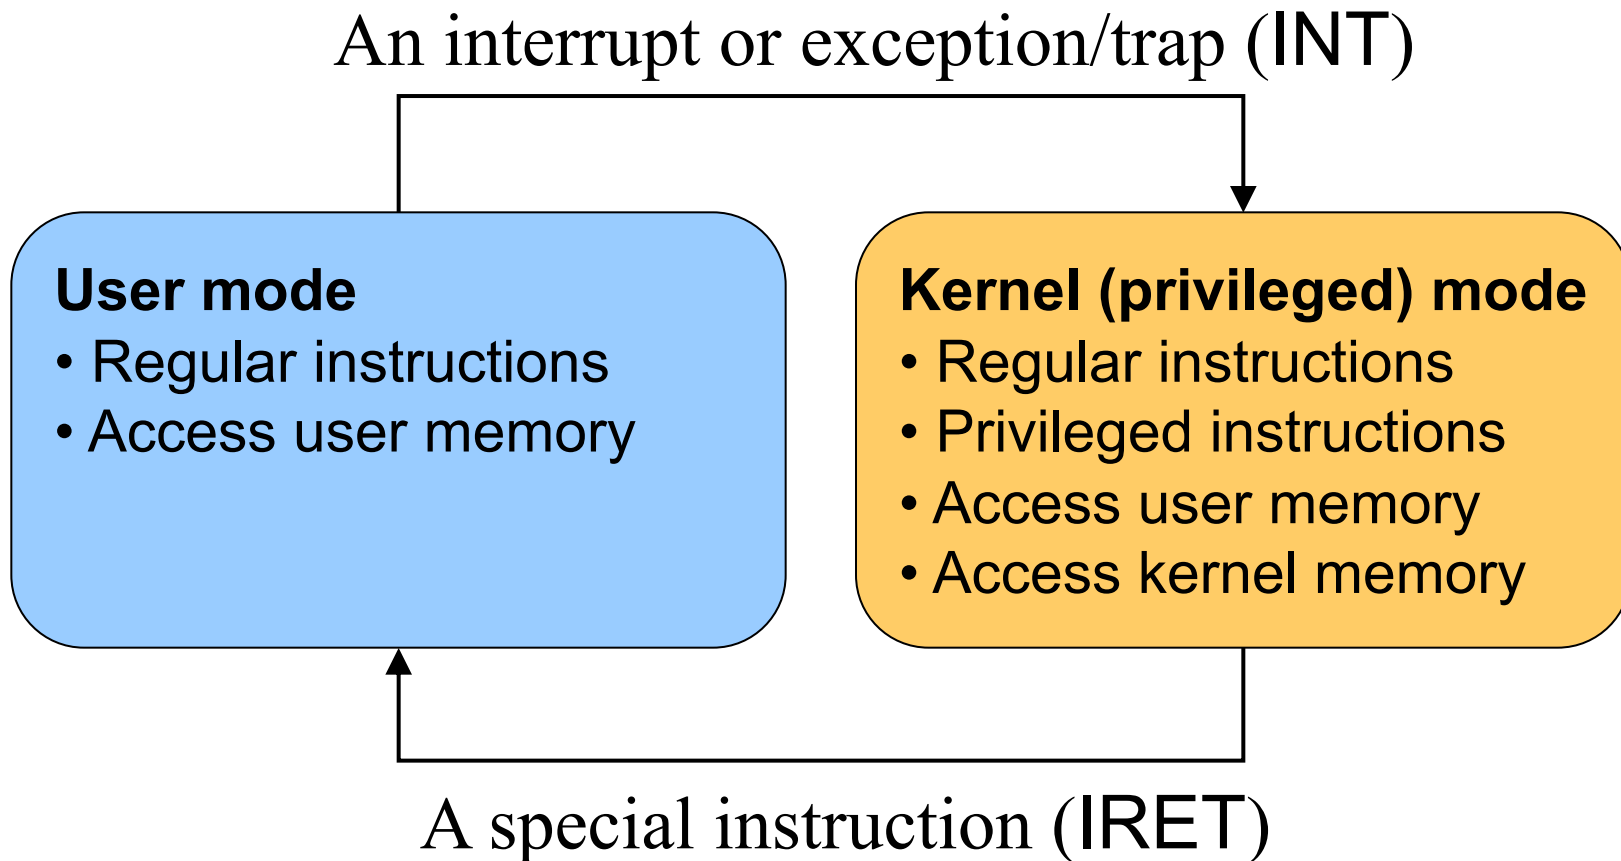 An interrupt or exception/trap (INT)
User mode
• Regular instructions
• Access user memory
Kernel (privileged) mode
• Regular instructions
• Privileged instructions
• Access user memory
• Access kernel memory
A special instruction (IRET)